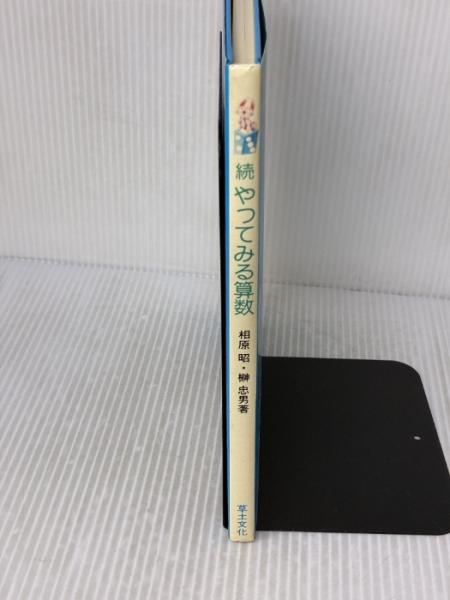 続 やってみる算数
相原 昭・榊 忠男著
草土文化